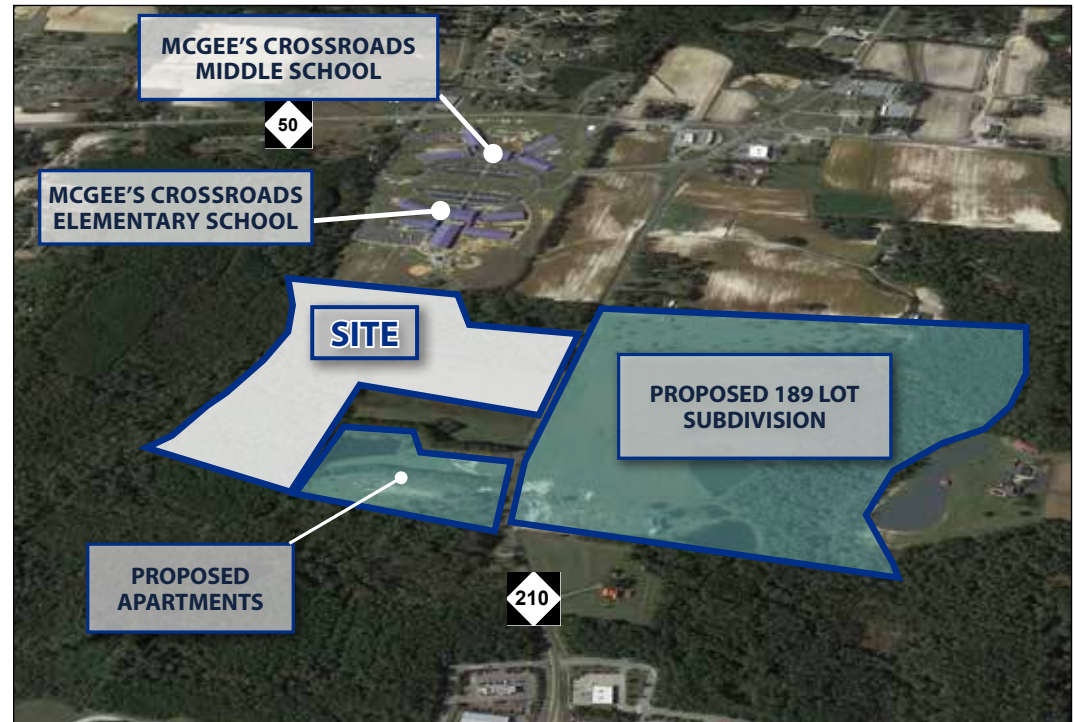 MCGEE'S CROSSROADS
MIDDLE SCHOOL
50
MCGEE'S CROSSROADS
ELEMENTARY SCHOOL
SITE
PROPOSED 189 LOT
SUBDIVISION
PROPOSED
APARTMENTS
210